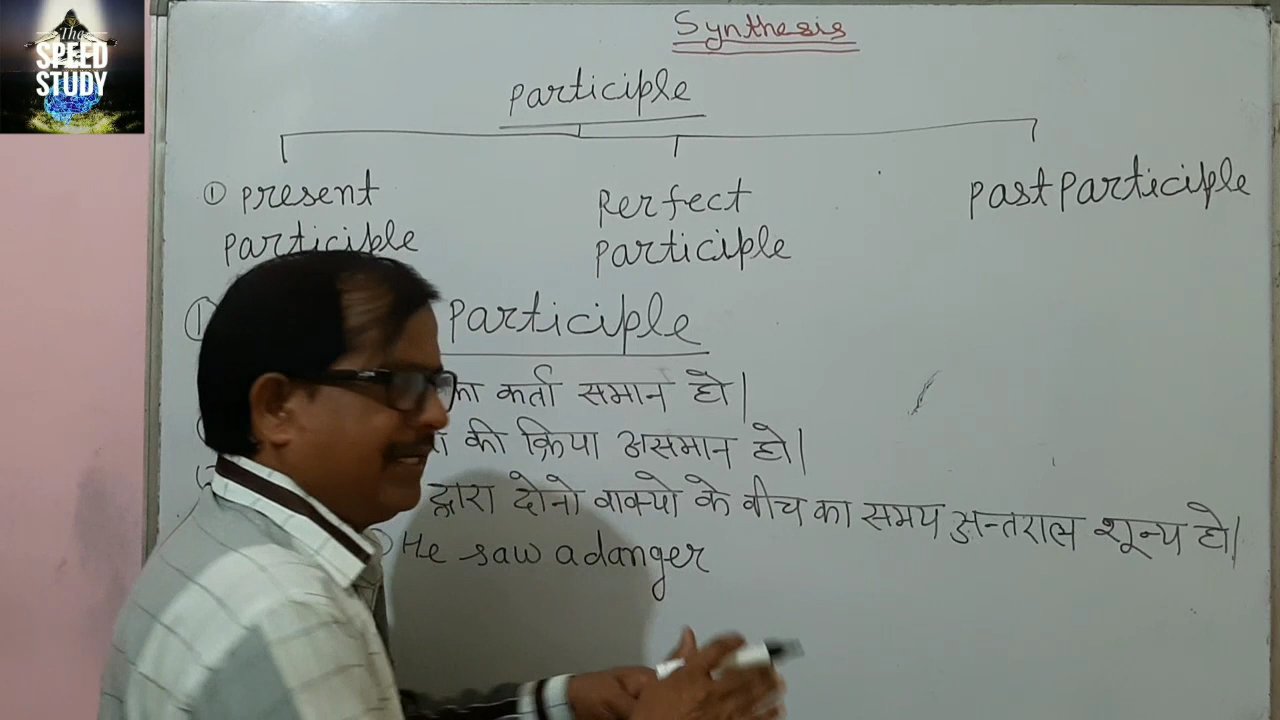 The
SPEED
STUDY
Synthesis
participle
① present
participle
perfect
participle
past participle
participle
का कर्ता समान हो।
की क्रिया असमान हो।
द्वारा दोनो वाक्यो के बीच का समय अन्तराल शून्य हो।
He saw a danger